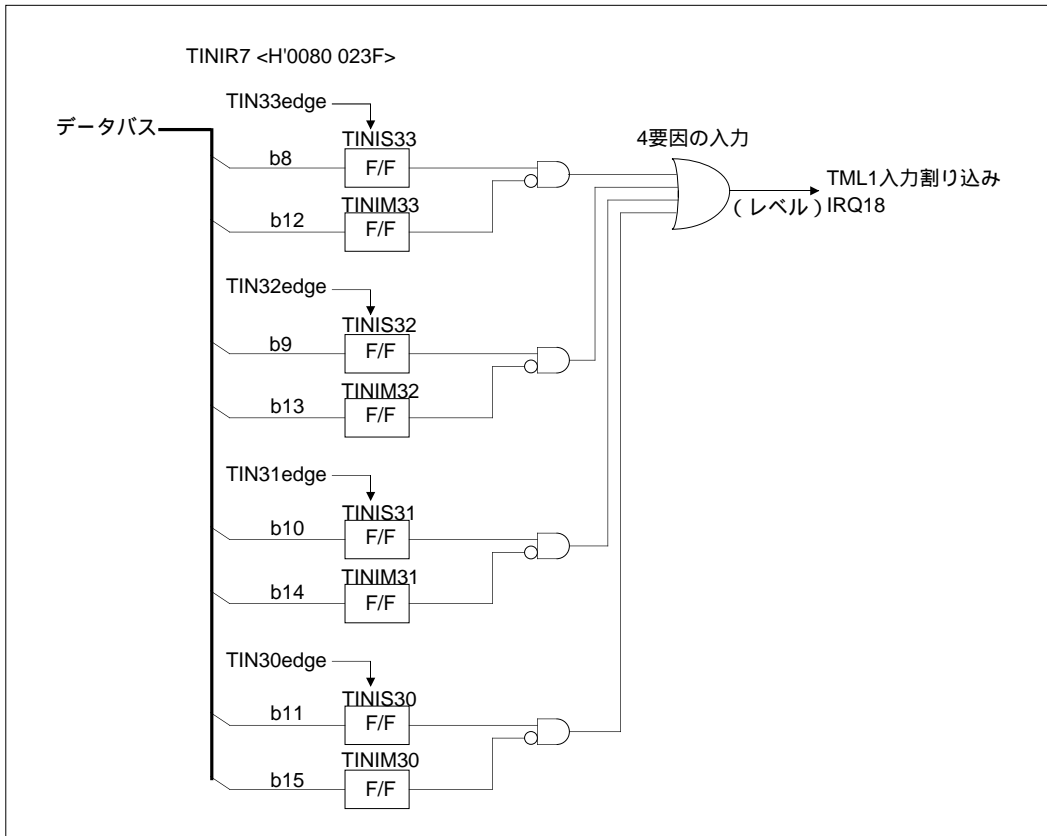 TINIR7 <H'0080 023F>
TIN33edge
データバス
TINIS33
4要因の入力
b8
F/F
TML1入力割り込み
TINIM33
(レベル)
IRQ18
b12
F/F
TIN32edge
TINIS32
b9
F/F
TINIM32
b13
F/F
TIN31edge
TINIS31
b10
F/F
TINIM31
b14
F/F
TIN30edge
TINIS30
b11
F/F
TINIM30
b15
F/F